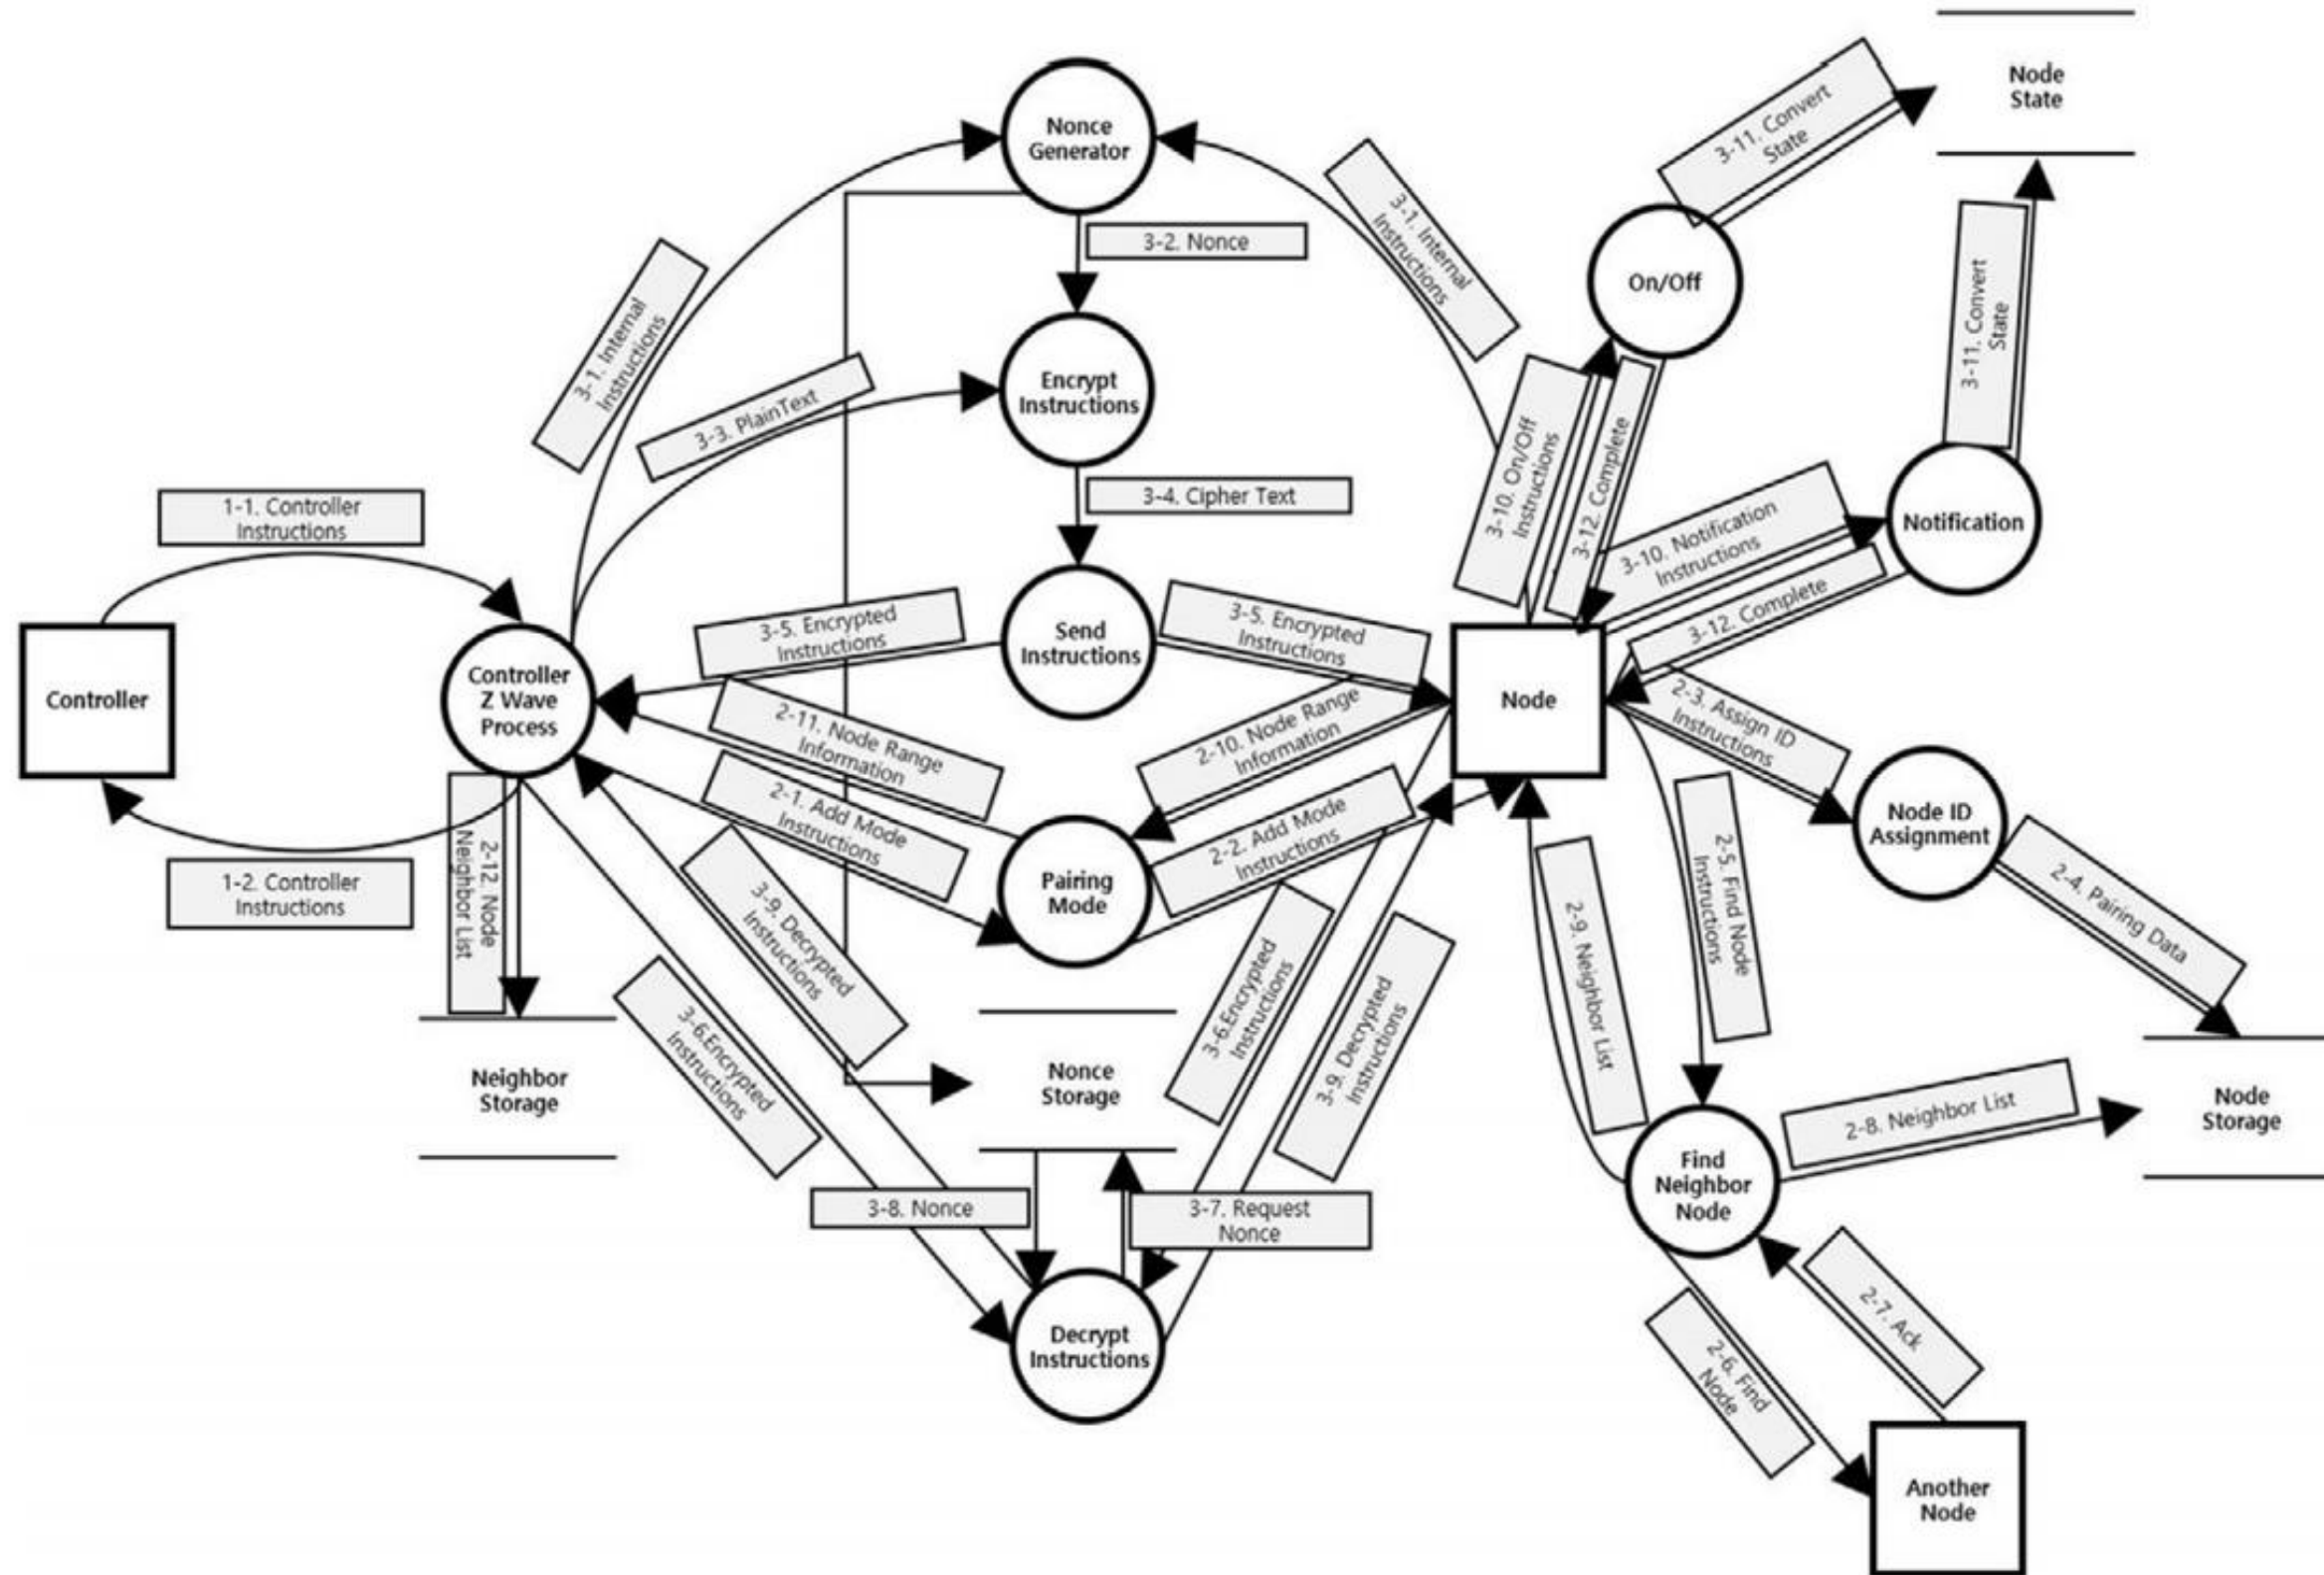 Node
State
3-11. Convert
State
Nonce
Generator
3-1. Internal
Instructions
3-2. Nonce
On/Off
3-11. Convert
State
3-1. Internal
Instructions
Encrypt
Instructions
3-3. PlainText
3-10. On/Off
Instructions
3-12. Complete
3-4. Cipher Text
1-1. Controller
Instructions
3-10. Notification
Instructions
Notification
3-12. Complete
3-5. Encrypted
Instructions
Send
Instructions
3-5. Encrypted
Instructions
Controller
Controller
Z Wave
Process
Node
2-11. Node Range
Information
2-10. Node Range
Information
2-3. Assign ID
Instructions
2-1. Add Mode
Instructions
2-2. Add Mode
Instructions
Node ID
Assignment
1-2. Controller
Instructions
2-12. Node
Neighbor List
Pairing
Mode
2-5. Find Node
Instructions
2-4. Pairing Data
3-9. Decrypted
Instructions
2-9. Neighbor List
3-6.Encrypted
Instructions
3-6.Encrypted
Instructions
3-9. Decrypted
Instructions
Neighbor
Storage
Nonce
Storage
2-8. Neighbor List
Node
Storage
3-8. Nonce
3-7. Request
Nonce
Find
Neighbor
Node
2-7. Ack
Decrypt
Instructions
2-6. Find
Node
Another
Node